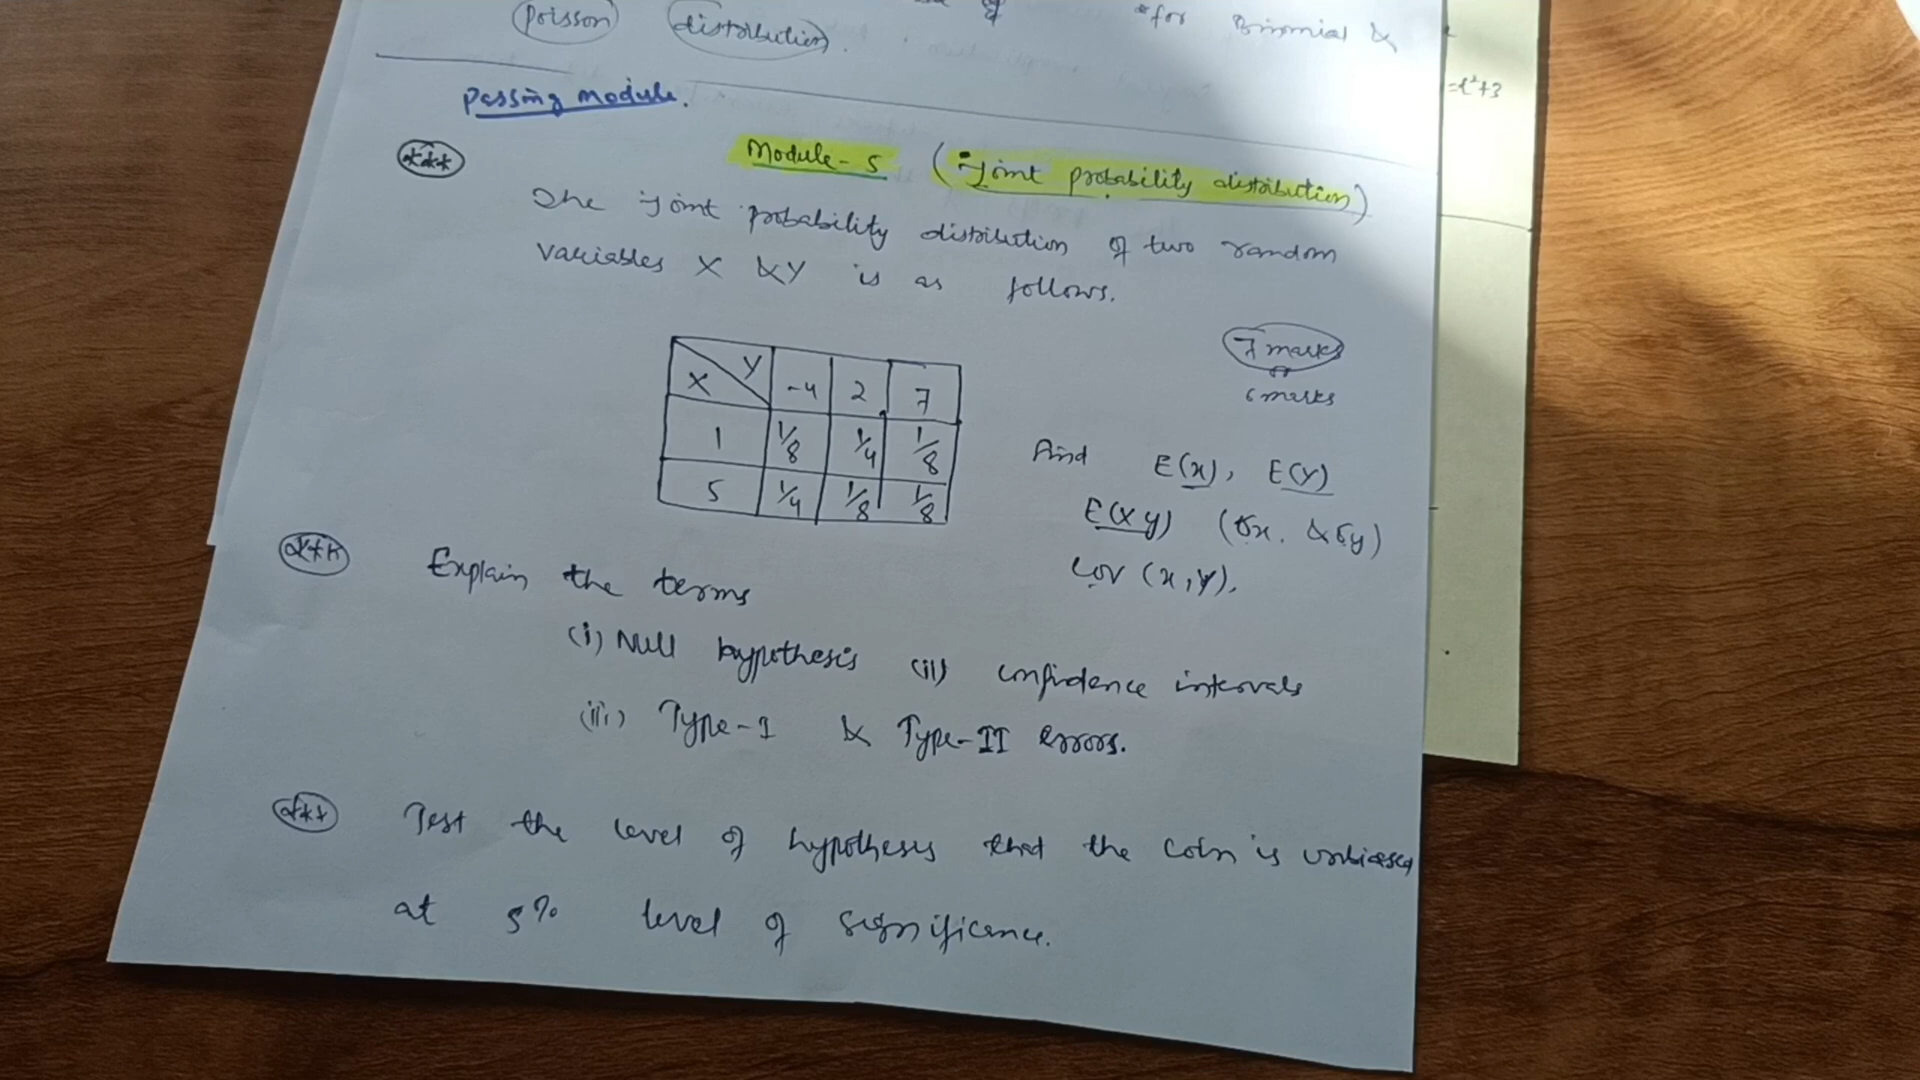 *for Binomial &
Poisson distribution.
=t²+3
Passing module.
*** Module - 5 (Joint probability distribution)
The joint probability distribution of two random
variables X & Y is as follows.
7 marks
or
6 marks
X Y -4 2 7
1 1/8 1/4 1/8
5 1/4 1/8 1/8
Find E(x), E(Y)
E(XY) (σx. & σy)
cov (x,Y).
*** Explain the terms
(i) Null hypothesis (ii) confidence intervals
(iii) Type-I & Type-II errors.
*** Test the level of hypothesis that the coin is unbiased
at 5% level of significance.